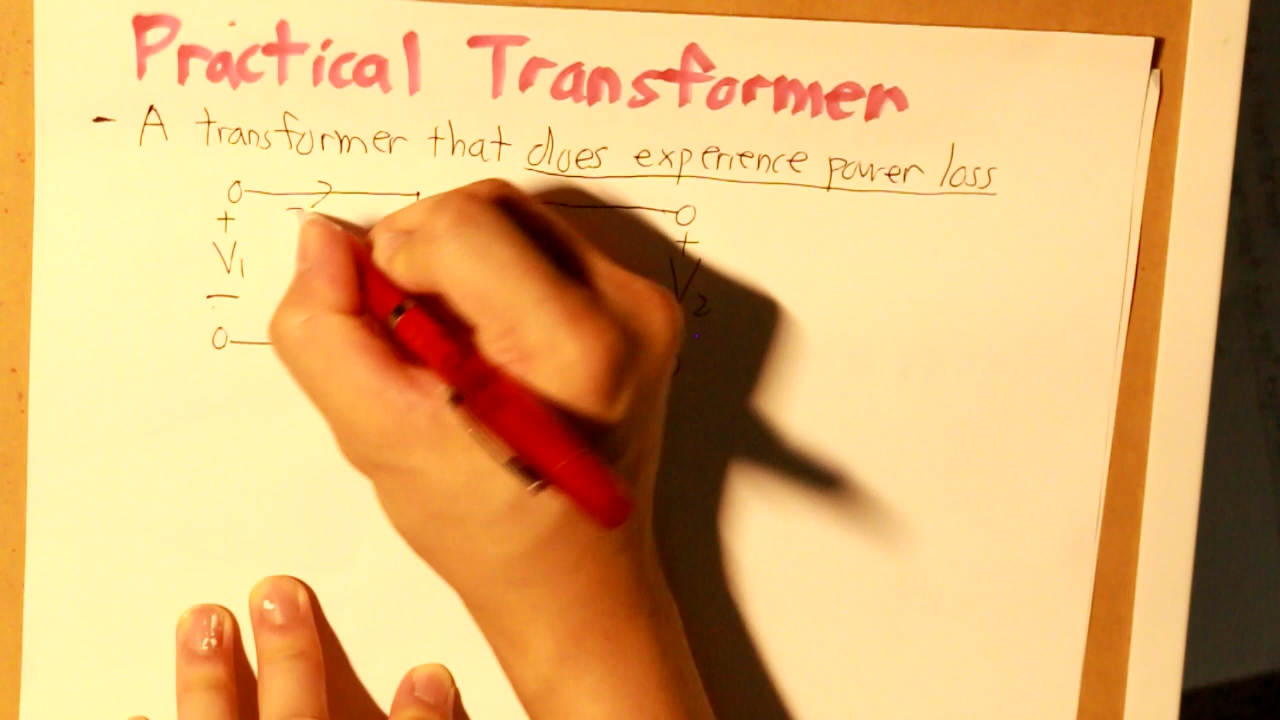 Practical Transformer
- A transformer that does experience power loss
+ +
V1 V2
-